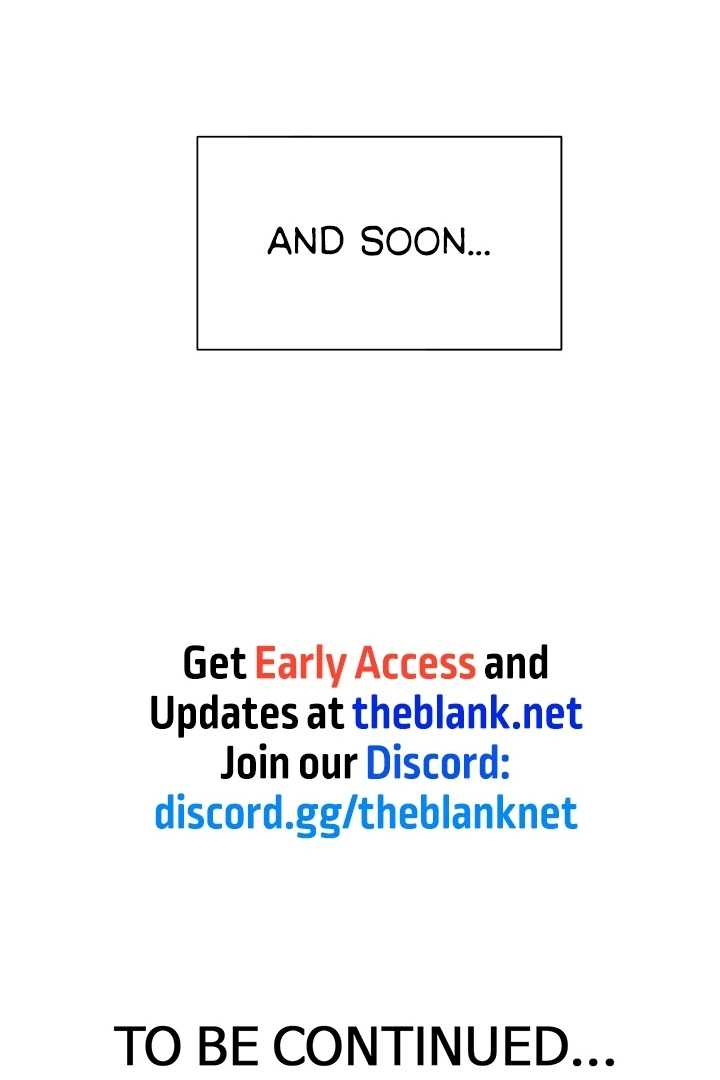 AND SOON...
Get Early Access and
Updates at theblank.net
Join our Discord:
discord.gg/theblanknet
TO BE CONTINUED...